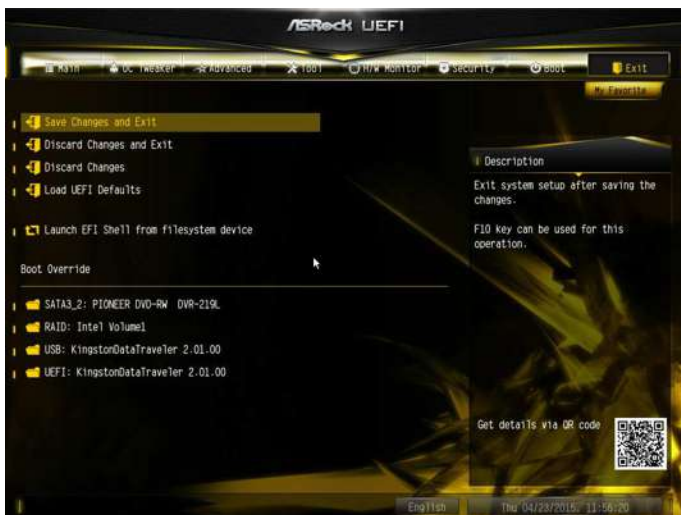 ASRock UEFI
Main OC Tweaker Advanced Tool H/W Monitor Security Boot Exit
My Favorite
Save Changes and Exit
Discard Changes and Exit
Discard Changes
Load UEFI Defaults
Launch EFI Shell from filesystem device
Boot Override
SATA3_2: PIONEER DVD-RW DVR-219L
RAID: Intel Volume1
USB: KingstonDataTraveler 2.01.00
UEFI: KingstonDataTraveler 2.01.00
Description
Exit system setup after saving the
changes.
F10 key can be used for this
operation.
Get details via QR code
English
Thu 04/23/2015, 11:56:20